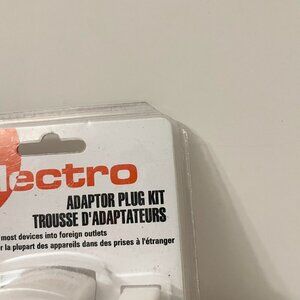 lectro
ADAPTOR PLUG KIT
TROUSSE D'ADAPTATEURS
most devices into foreign outlets
r la plupart des appareils dans des prises à l'étranger